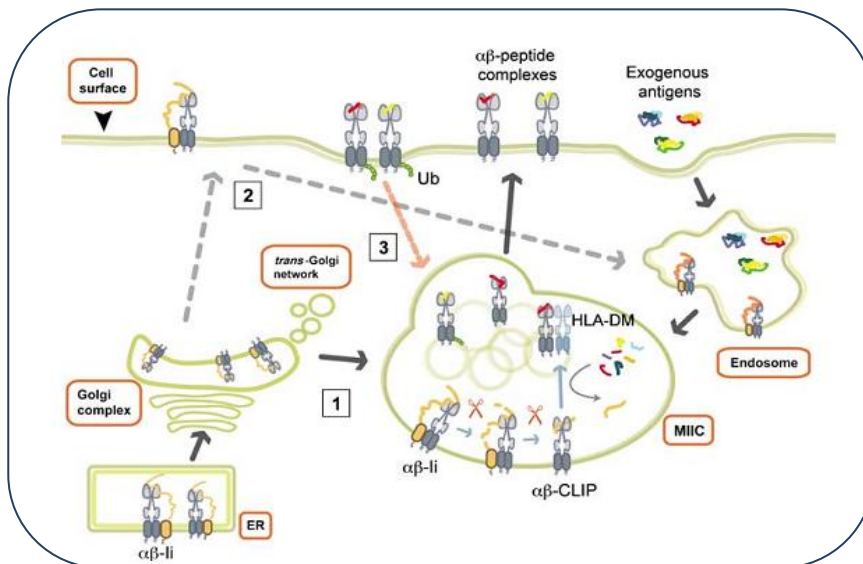 Cell
surface
αβ-peptide
complexes
Exogenous
antigens
Ub
2
3
trans-Golgi
network
HLA-DM
Endosome
Golgi
complex
1
MIIC
αβ-Ii
αβ-CLIP
ER
αβ-Ii